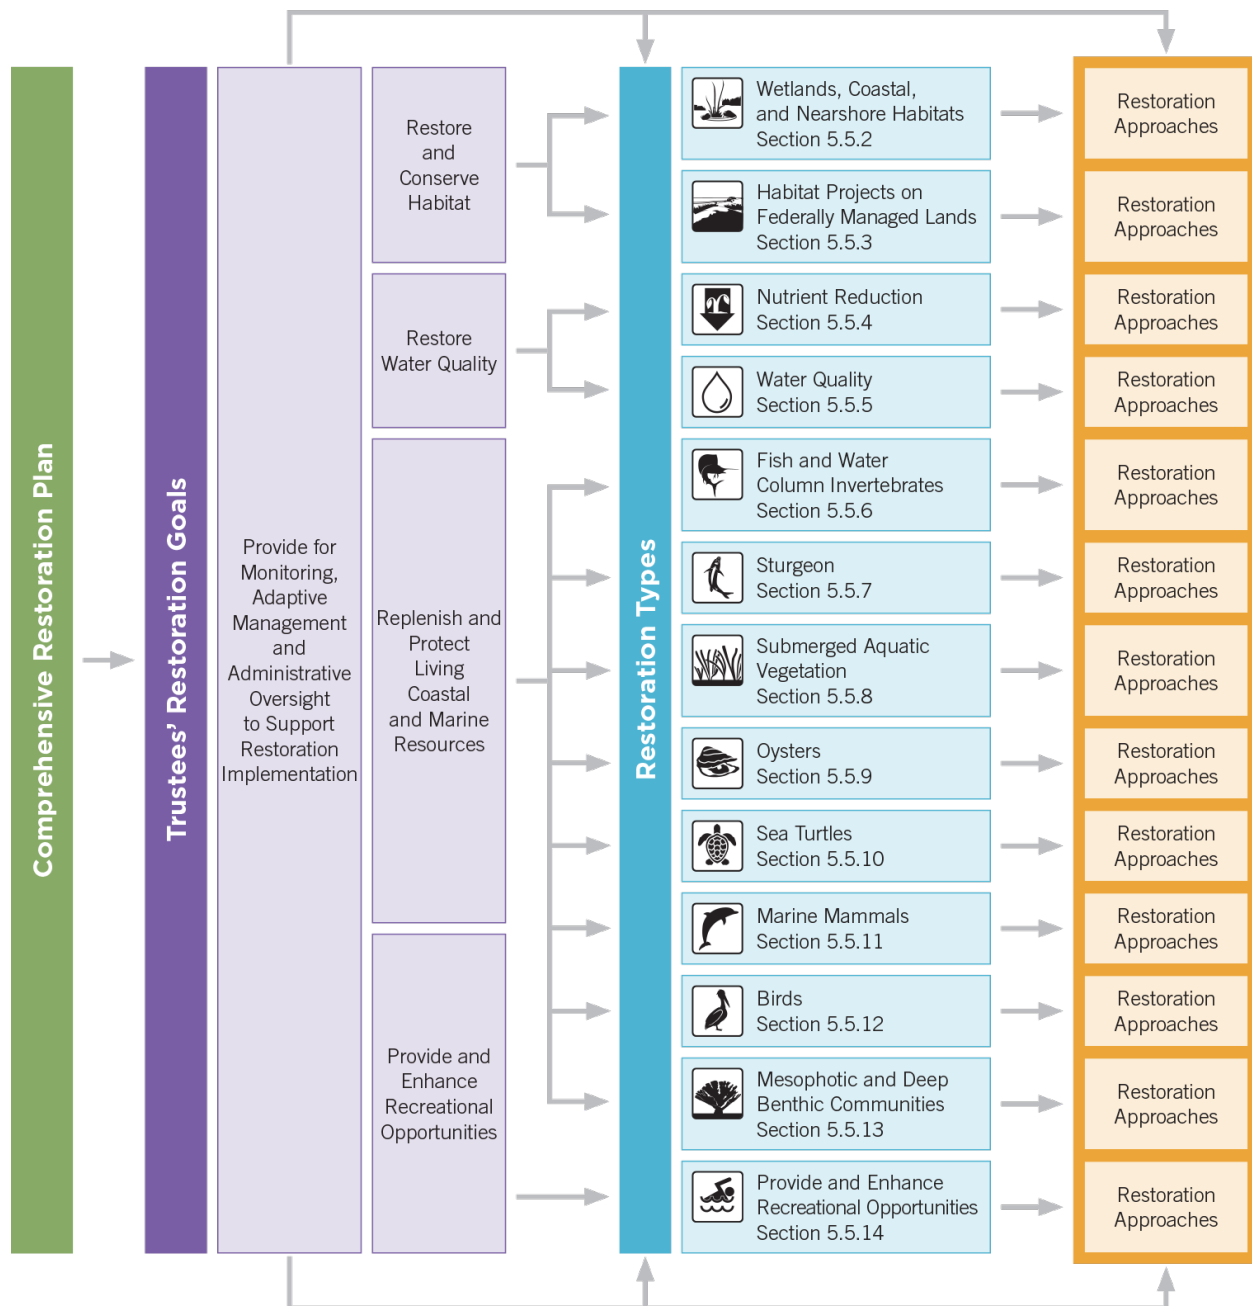 Comprehensive Restoration Plan
Trustees' Restoration Goals
Provide for
Monitoring,
Adaptive
Management
and
Administrative
Oversight
to Support
Restoration
Implementation
Restore
and
Conserve
Habitat
Restore
Water Quality
Replenish and
Protect
Living
Coastal
and Marine
Resources
Provide and
Enhance
Recreational
Opportunities
Restoration Types
Wetlands, Coastal,
and Nearshore Habitats
Section 5.5.2
Restoration
Approaches
Habitat Projects on
Federally Managed Lands
Section 5.5.3
Restoration
Approaches
Nutrient Reduction
Section 5.5.4
Restoration
Approaches
Water Quality
Section 5.5.5
Restoration
Approaches
Fish and Water
Column Invertebrates
Section 5.5.6
Restoration
Approaches
Sturgeon
Section 5.5.7
Restoration
Approaches
Submerged Aquatic
Vegetation
Section 5.5.8
Restoration
Approaches
Oysters
Section 5.5.9
Restoration
Approaches
Sea Turtles
Section 5.5.10
Restoration
Approaches
Marine Mammals
Section 5.5.11
Restoration
Approaches
Birds
Section 5.5.12
Restoration
Approaches
Mesophotic and Deep
Benthic Communities
Section 5.5.13
Restoration
Approaches
Provide and Enhance
Recreational Opportunities
Section 5.5.14
Restoration
Approaches